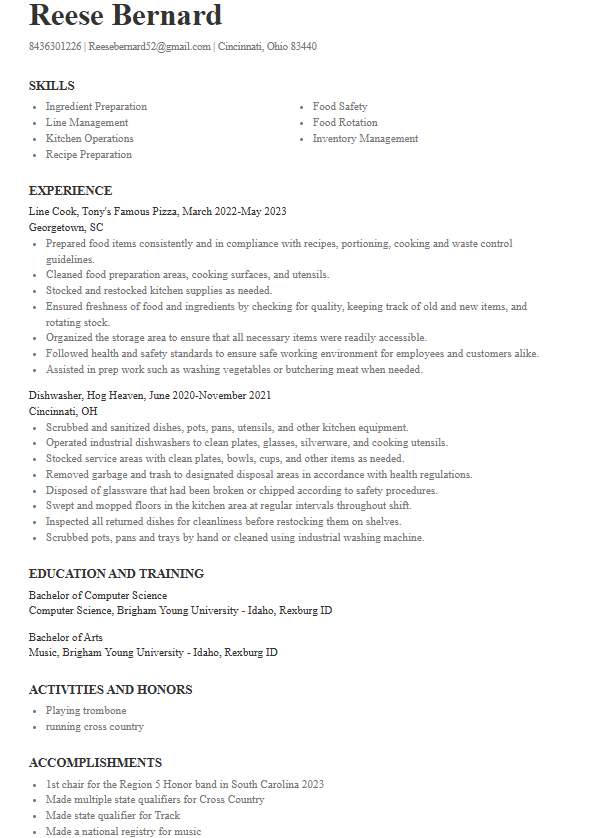 Reese Bernard
8436301226 | Reesebernard52@gmail.com | Cincinnati, Ohio 83440
SKILLS
Ingredient Preparation
Line Management
Kitchen Operations
Recipe Preparation
Food Safety
Food Rotation
Inventory Management
EXPERIENCE
Line Cook, Tony's Famous Pizza, March 2022-May 2023
Georgetown, SC
Prepared food items consistently and in compliance with recipes, portioning, cooking and waste control
guidelines.
Cleaned food preparation areas, cooking surfaces, and utensils.
Stocked and restocked kitchen supplies as needed.
Ensured freshness of food and ingredients by checking for quality, keeping track of old and new items, and
rotating stock.
Organized the storage area to ensure that all necessary items were readily accessible.
Followed health and safety standards to ensure safe working environment for employees and customers alike.
Assisted in prep work such as washing vegetables or butchering meat when needed.
Dishwasher, Hog Heaven, June 2020-November 2021
Cincinnati, OH
Scrubbed and sanitized dishes, pots, pans, utensils, and other kitchen equipment.
Operated industrial dishwashers to clean plates, glasses, silverware, and cooking utensils.
Stocked service areas with clean plates, bowls, cups, and other items as needed.
Removed garbage and trash to designated disposal areas in accordance with health regulations.
Disposed of glassware that had been broken or chipped according to safety procedures.
Swept and mopped floors in the kitchen area at regular intervals throughout shift.
Inspected all returned dishes for cleanliness before restocking them on shelves.
Scrubbed pots, pans and trays by hand or cleaned using industrial washing machine.
EDUCATION AND TRAINING
Bachelor of Computer Science
Computer Science, Brigham Young University - Idaho, Rexburg ID
Bachelor of Arts
Music, Brigham Young University - Idaho, Rexburg ID
ACTIVITIES AND HONORS
Playing trombone
running cross country
ACCOMPLISHMENTS
1st chair for the Region 5 Honor band in South Carolina 2023
Made multiple state qualifiers for Cross Country
Made state qualifier for Track
Made a national registry for music